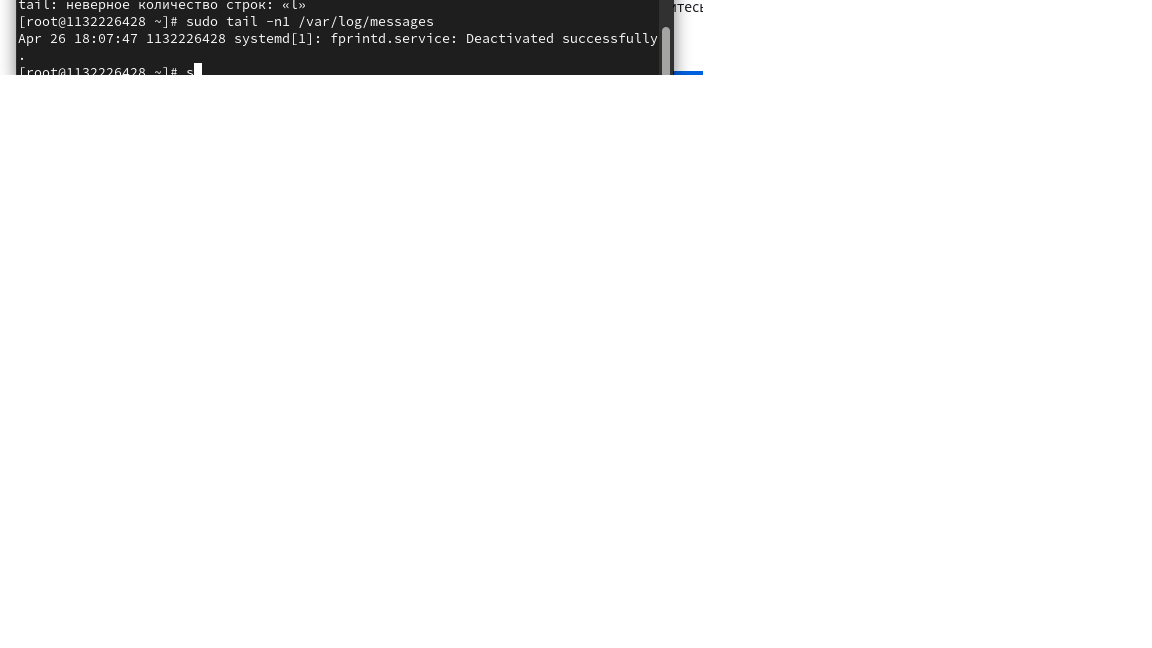 tail: неверное количество строк: «l»
[root@1132226428 ~]# sudo tail -n1 /var/log/messages
Apr 26 18:07:47 1132226428 systemd[1]: fprintd.service: Deactivated successfully
.
[root@1132226428 ~]# s